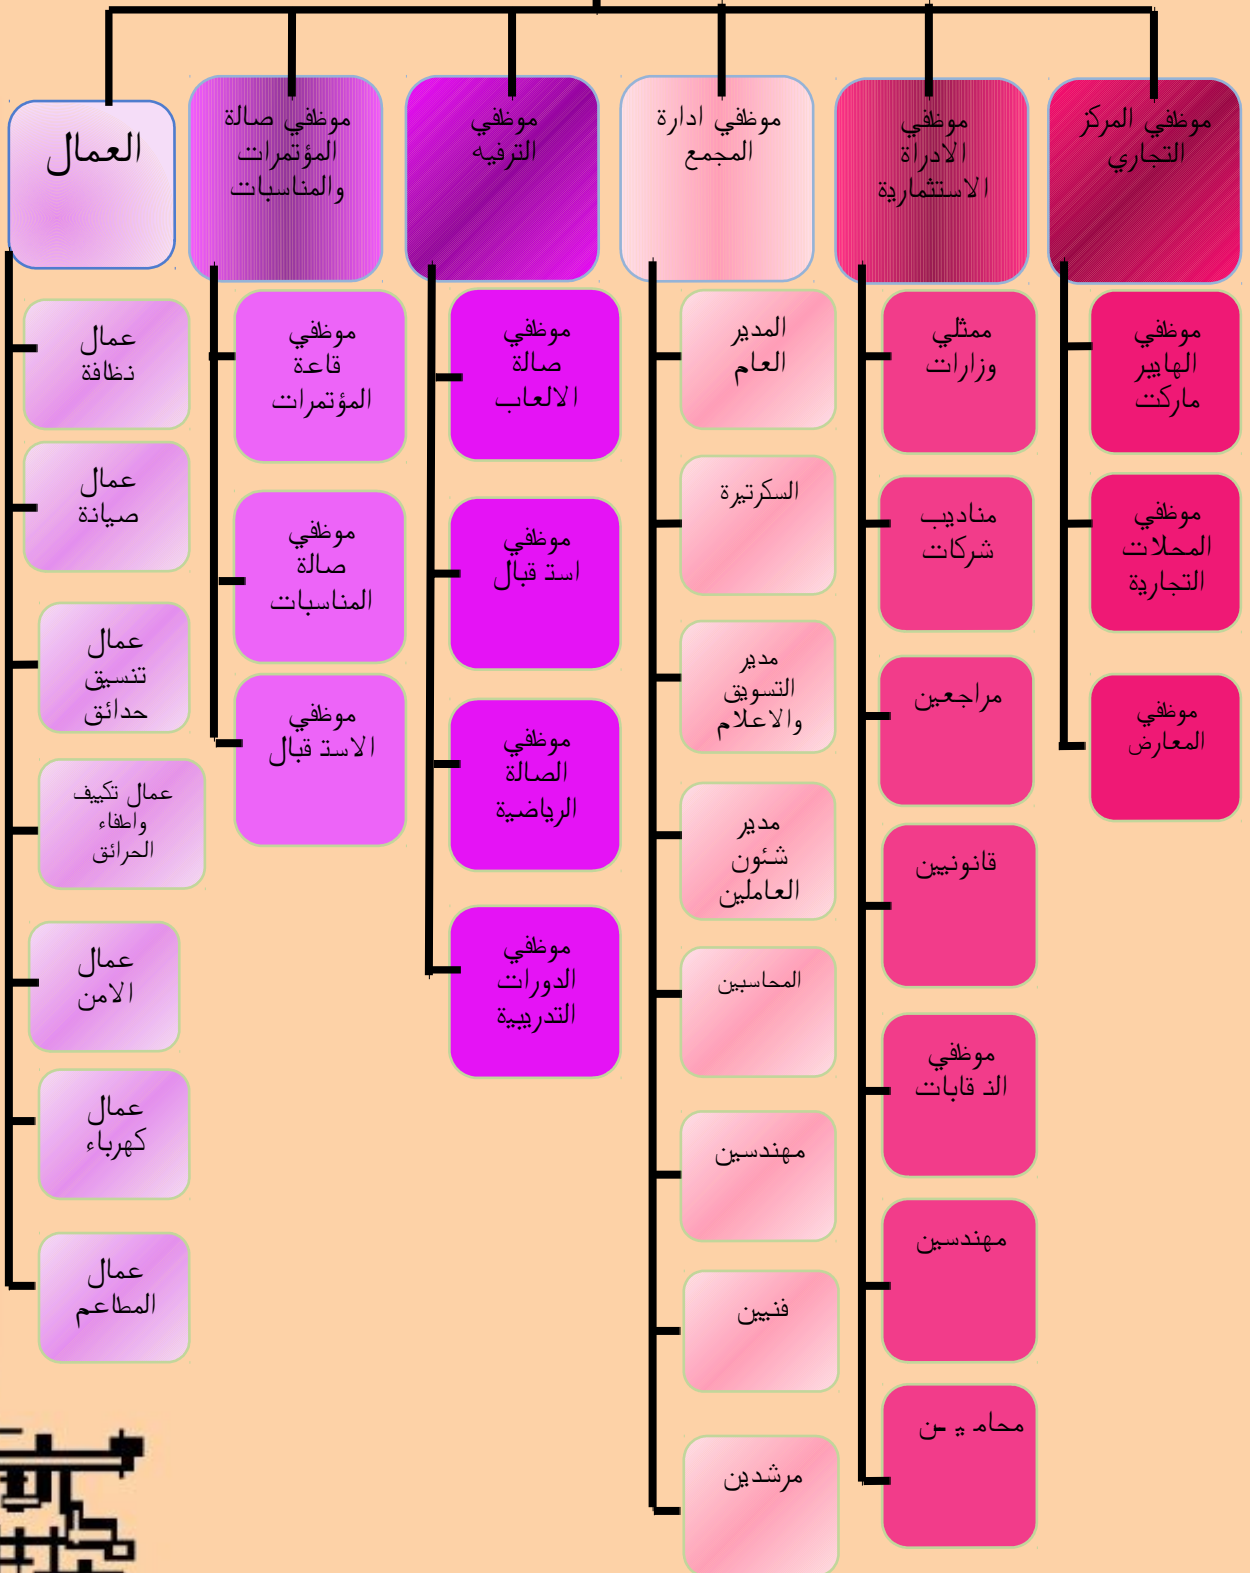 موظفي المركز
التجاري
موظفي
الهايبر
ماركت
موظفي
المحلات
التجارية
موظفي
المعارض
موظفي
الادراة
الاستثمارية
ممثلي
وزارات
مناديب
شركات
مراجعين
قانونيين
موظفي
النقابات
مهندسين
محامين
موظفي ادارة
المجمع
المدير
العام
السكرتيرة
مدير
التسويق
والاعلام
مدير
شئون
العاملين
المحاسبين
مهندسين
فنيين
مرشدين
موظفي
الترفيه
موظفي
صالة
الالعاب
موظفي
استقبال
موظفي
الصالة
الرياضية
موظفي
الدورات
التدريبية
موظفي صالة
المؤتمرات
والمناسبات
موظفي
قاعة
المؤتمرات
موظفي
صالة
المناسبات
موظفي
الاستقبال
العمال
عمال
نظافة
عمال
صيانة
عمال
تنسيق
حدائق
عمال تكييف
واطفاء
الحرائق
عمال
الامن
عمال
كهرباء
عمال
المطاعم